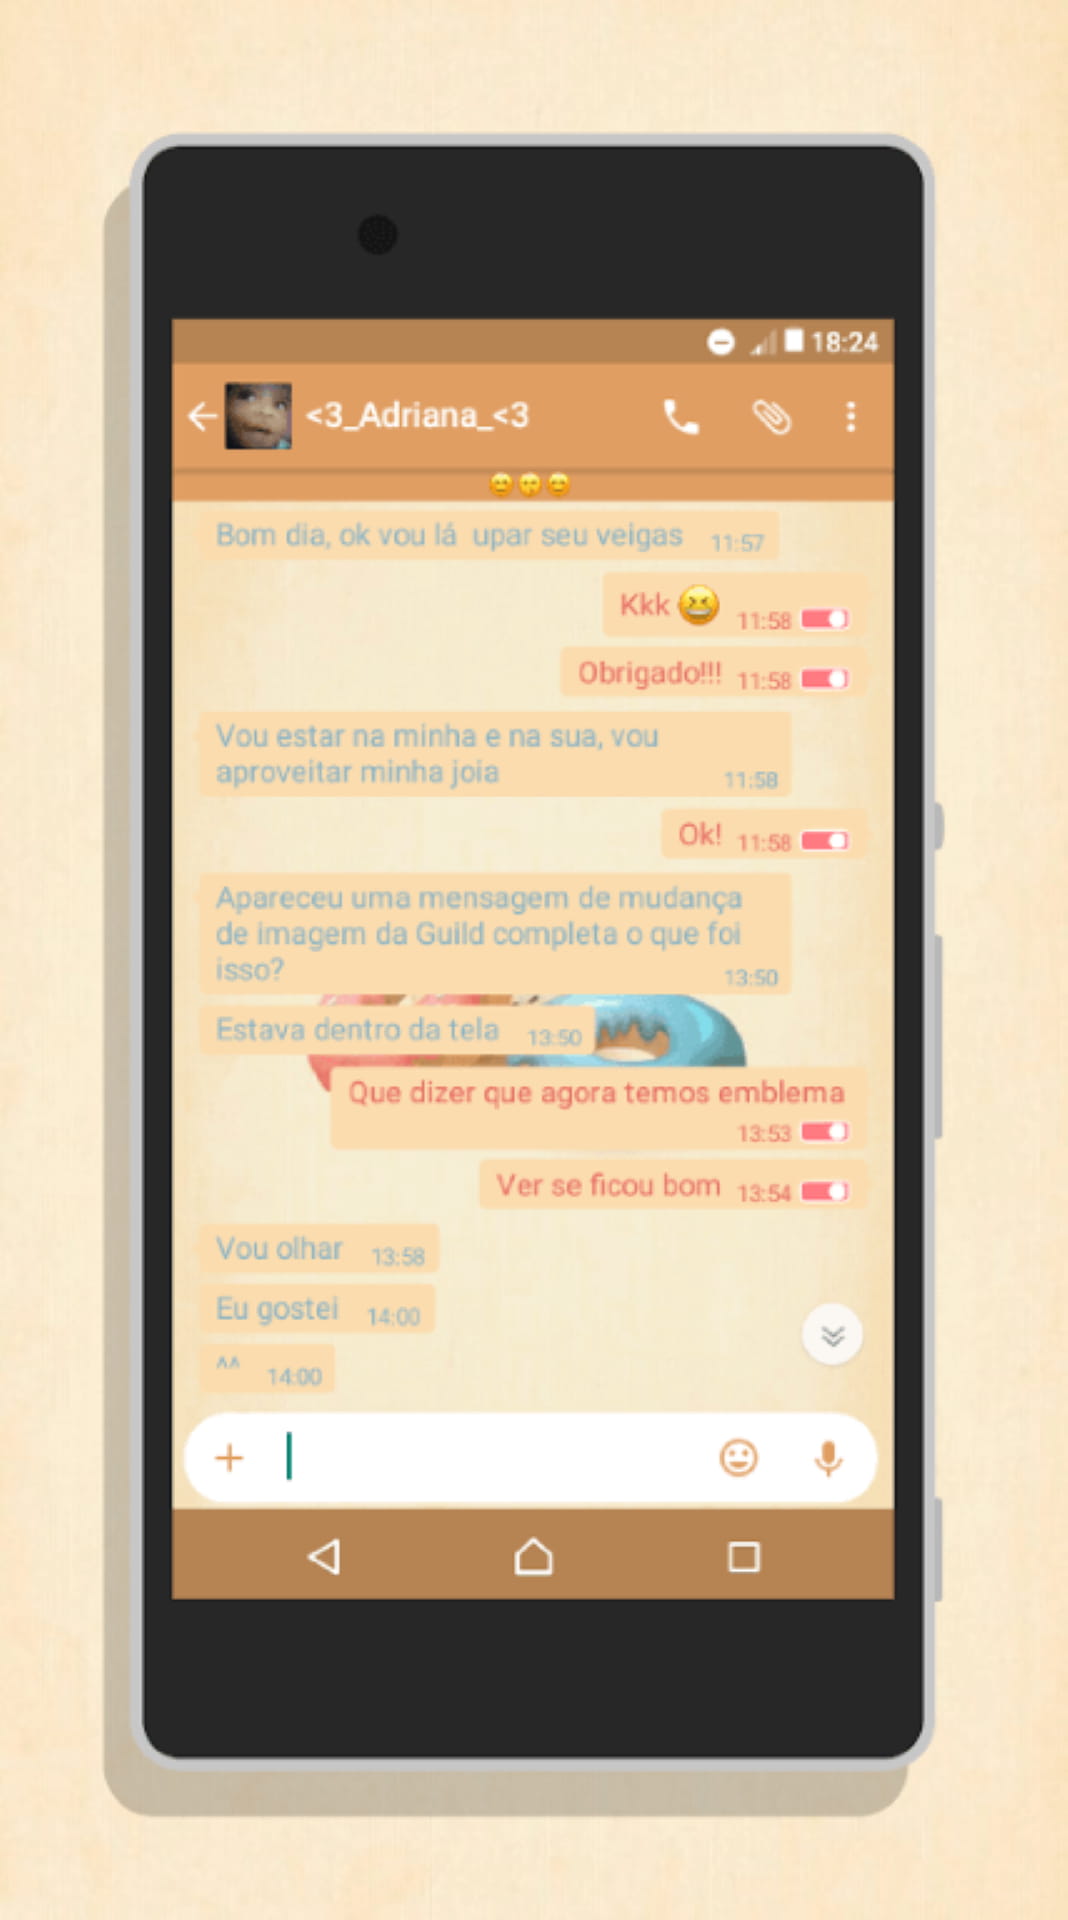 18:24
<3_Adriana_<3
😊🤫😊
Bom dia, ok vou lá  upar seu veigas 11:57
Kkk 😆 11:58
Obrigado!!! 11:58
Vou estar na minha e na sua, vou
aproveitar minha joia 11:58
Ok! 11:58
Apareceu uma mensagem de mudança
de imagem da Guild completa o que foi
isso? 13:50
Estava dentro da tela 13:50
Que dizer que agora temos emblema
13:53
Ver se ficou bom 13:54
Vou olhar 13:58
Eu gostei 14:00
^^ 14:00